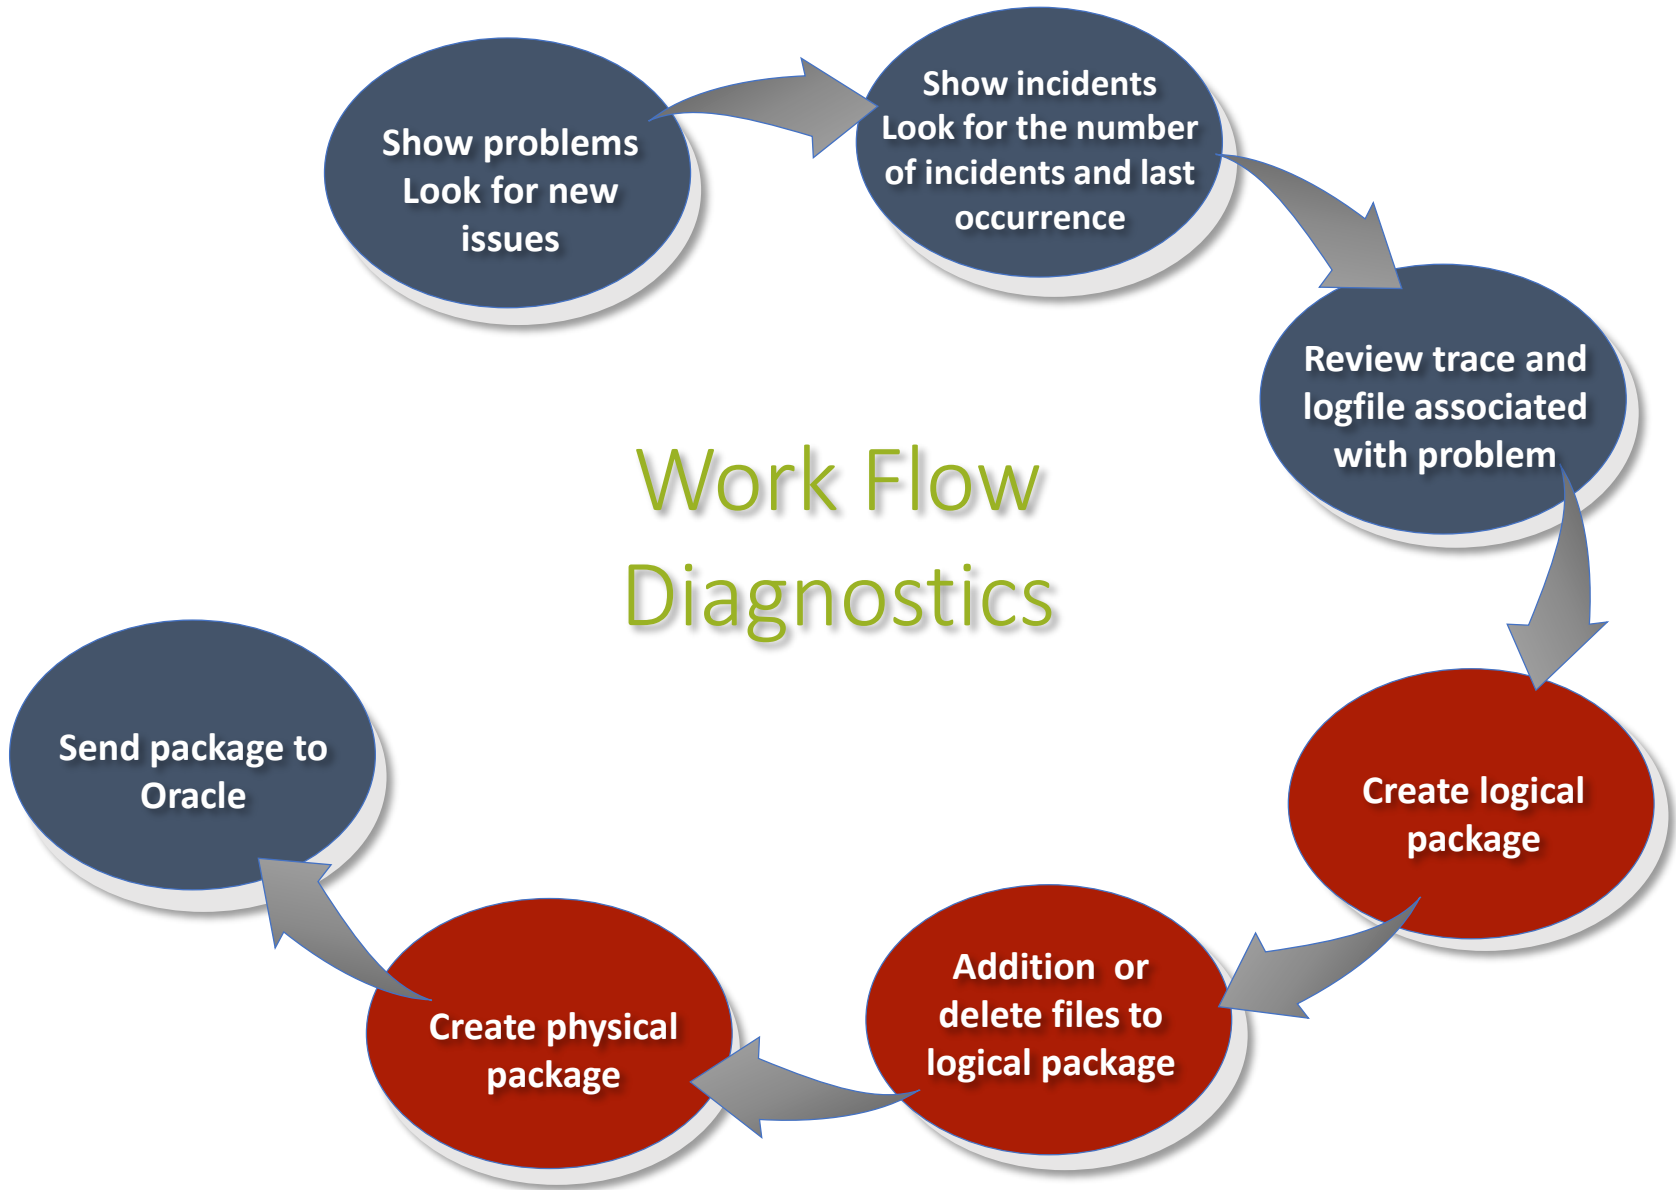 Show problems
Look for new
issues
Show incidents
Look for the number
of incidents and last
occurrence
Review trace and
logfile associated
with problem
Work Flow
Diagnostics
Create logical
package
Addition  or
delete files to
logical package
Create physical
package
Send package to
Oracle